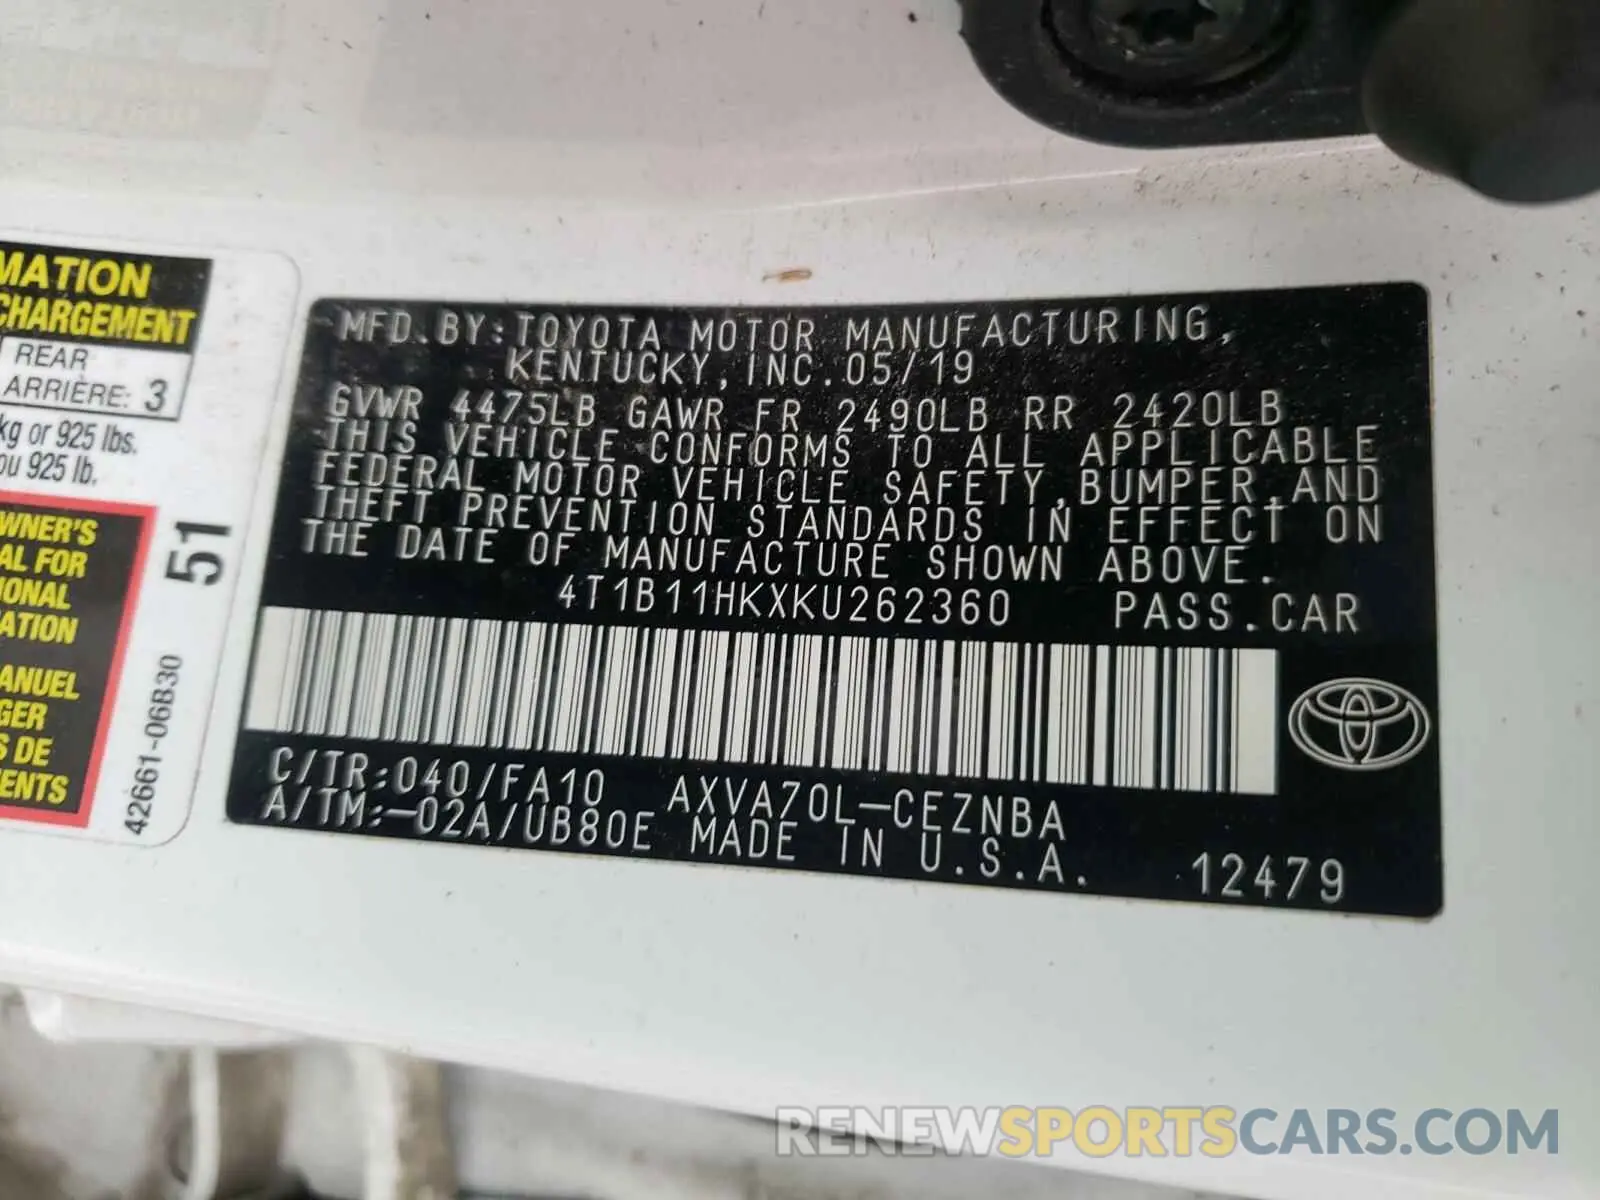 MATION
CHARGEMENT
REAR
ARRIÈRE: 3
kg or 925 lbs.
ou 925 lb.
WNER'S
AL FOR
IONAL
ATION
ANUEL
GER
S DE
ENTS
51
42661-06B30
MFD.BY:TOYOTA MOTOR MANUFACTURING,
KENTUCKY,INC.05/19
GVWR 4475LB GAWR FR 2490LB RR 2420LB
THIS VEHICLE CONFORMS TO ALL APPLICABLE
FEDERAL MOTOR VEHICLE SAFETY,BUMPER,AND
THEFT PREVENTION STANDARDS IN EFFECT ON
THE DATE OF MANUFACTURE SHOWN ABOVE.
4T1B11HKXKU262360 PASS.CAR
C/TR:040/FA10 AXVA70L-CEZNBA
A/TM:-02A/UB80E MADE IN U.S.A. 12479
RENEWSPORTSCARS.COM